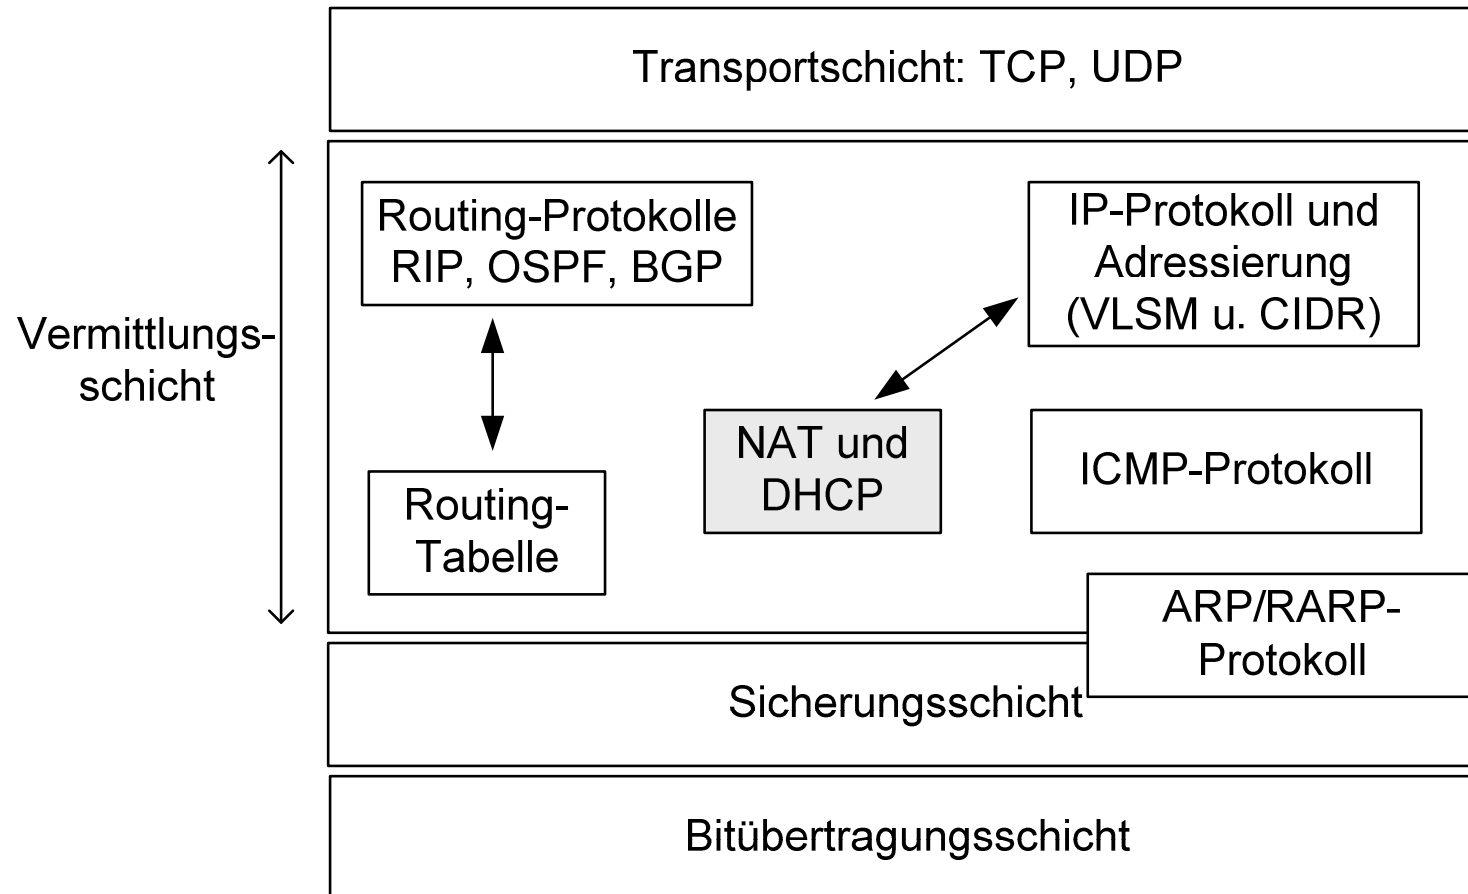 Transportschicht: TCP, UDP
Vermittlungs-
schicht
Routing-Protokolle
RIP, OSPF, BGP
IP-Protokoll und
Adressierung
(VLSM u. CIDR)
NAT und
DHCP
ICMP-Protokoll
Routing-
Tabelle
ARP/RARP-
Protokoll
Sicherungsschicht
Bitübertragungsschicht